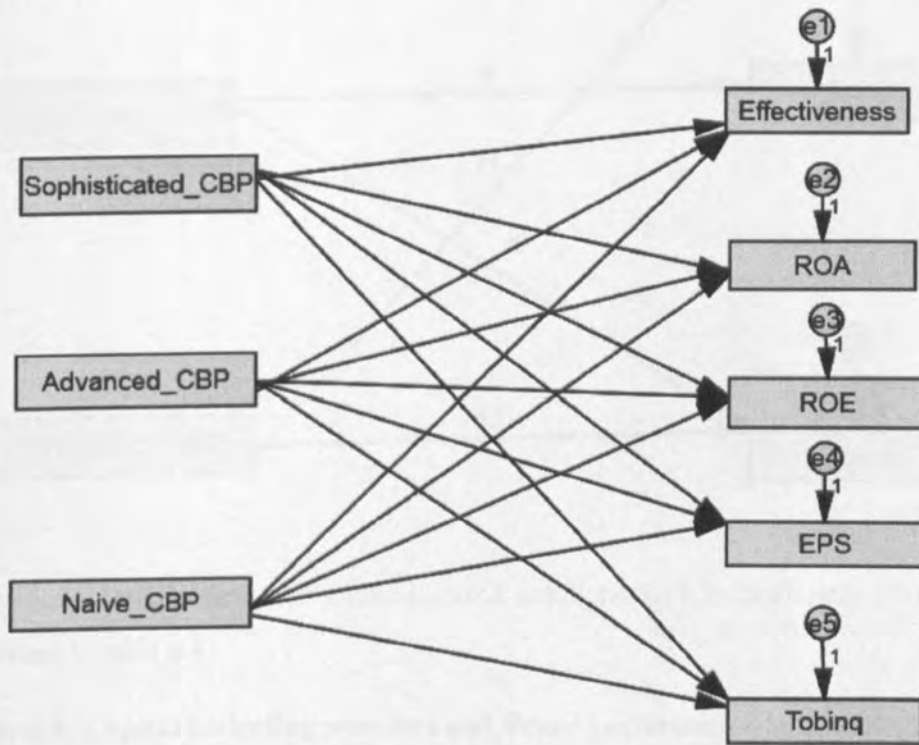 e1
1
Effectiveness
Sophisticated_CBP
e2
1
ROA
e3
1
Advanced_CBP
ROE
e4
1
EPS
Naive_CBP
e5
1
Tobinq